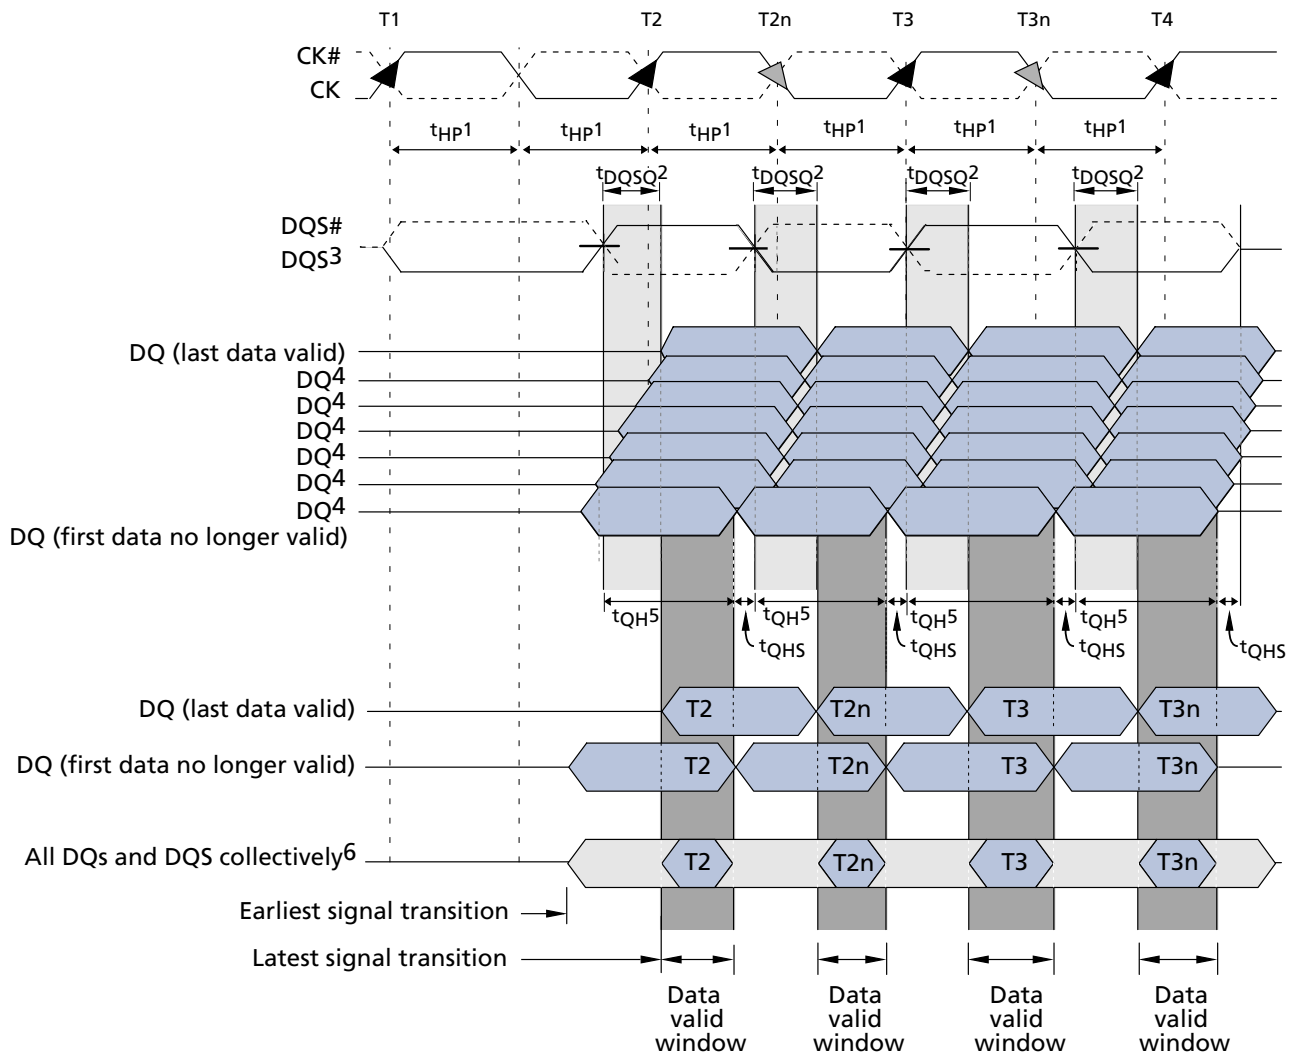 T1 T2 T2n T3 T3n T4
CK#
CK
tHP1 tHP1 tHP1 tHP1 tHP1 tHP1
tDQSQ2 tDQSQ2 tDQSQ2 tDQSQ2
DQS#
DQS3
DQ (last data valid)
DQ4
DQ4
DQ4
DQ4
DQ4
DQ4
DQ (first data no longer valid)
tQH5 tQH5 tQH5 tQH5
tQHS tQHS tQHS tQHS
DQ (last data valid) T2 T2n T3 T3n
DQ (first data no longer valid) T2 T2n T3 T3n
All DQs and DQS collectively6 T2 T2n T3 T3n
Earliest signal transition
Latest signal transition
Data Data Data Data
valid valid valid valid
window window window window